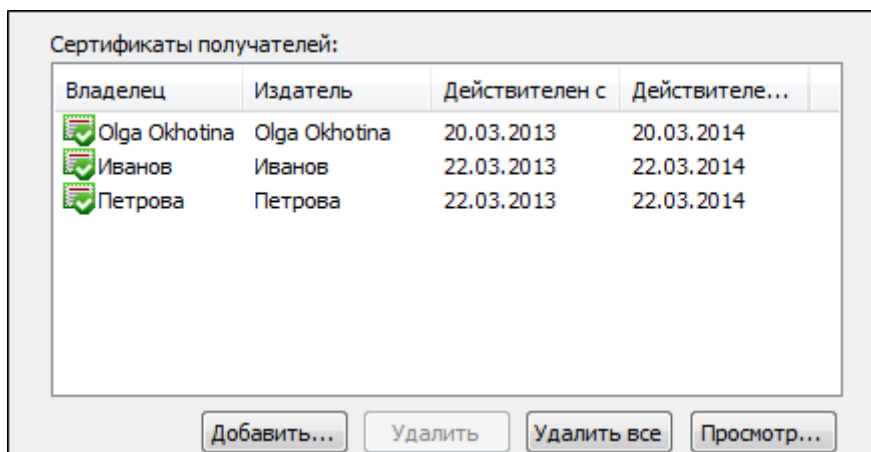 Сертификаты получателей:
Владелец Издатель Действителен с Действителе...
Olga Okhotina Olga Okhotina 20.03.2013 20.03.2014
Иванов Иванов 22.03.2013 22.03.2014
Петрова Петрова 22.03.2013 22.03.2014
Добавить... Удалить Удалить все Просмотр...